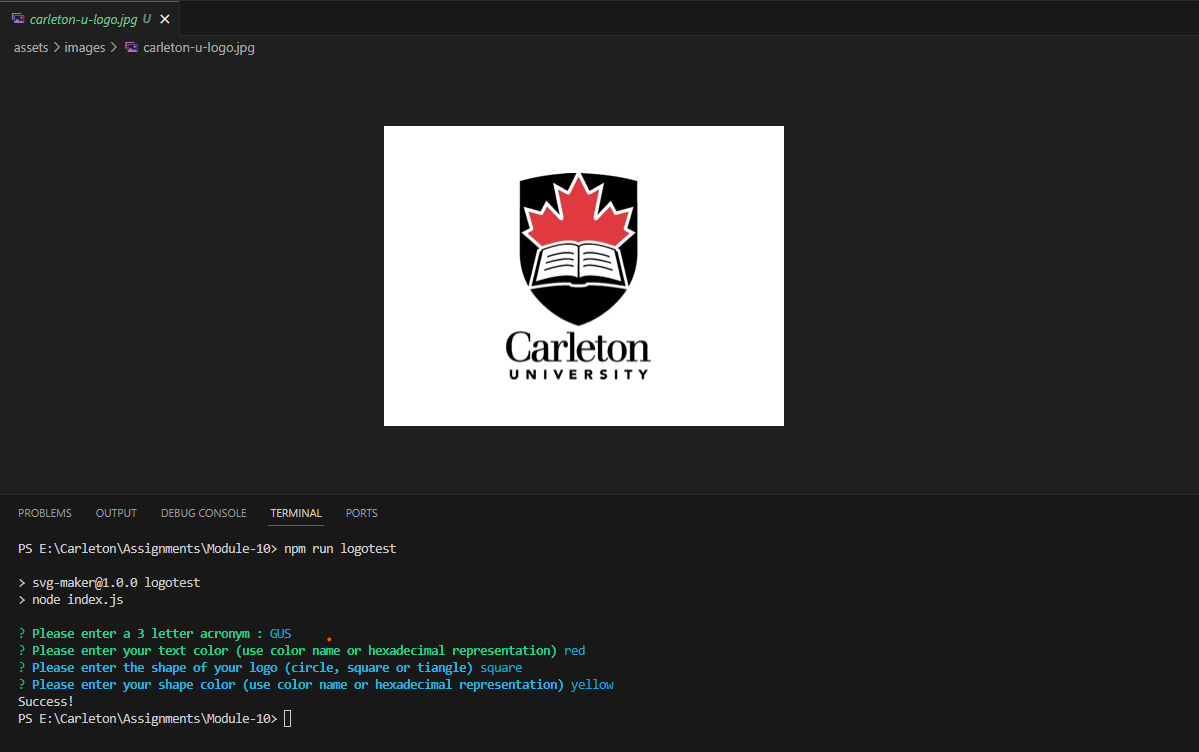 carleton-u-logo.jpg U
assets > images > carleton-u-logo.jpg
Carleton
UNIVERSITY
PROBLEMS OUTPUT DEBUG CONSOLE TERMINAL PORTS
PS E:\Carleton\Assignments\Module-10> npm run logotest
> svg-maker@1.0.0 logotest
> node index.js
? Please enter a 3 letter acronym : GUS
? Please enter your text color (use color name or hexadecimal representation) red
? Please enter the shape of your logo (circle, square or tiangle) square
? Please enter your shape color (use color name or hexadecimal representation) yellow
Success!
PS E:\Carleton\Assignments\Module-10>